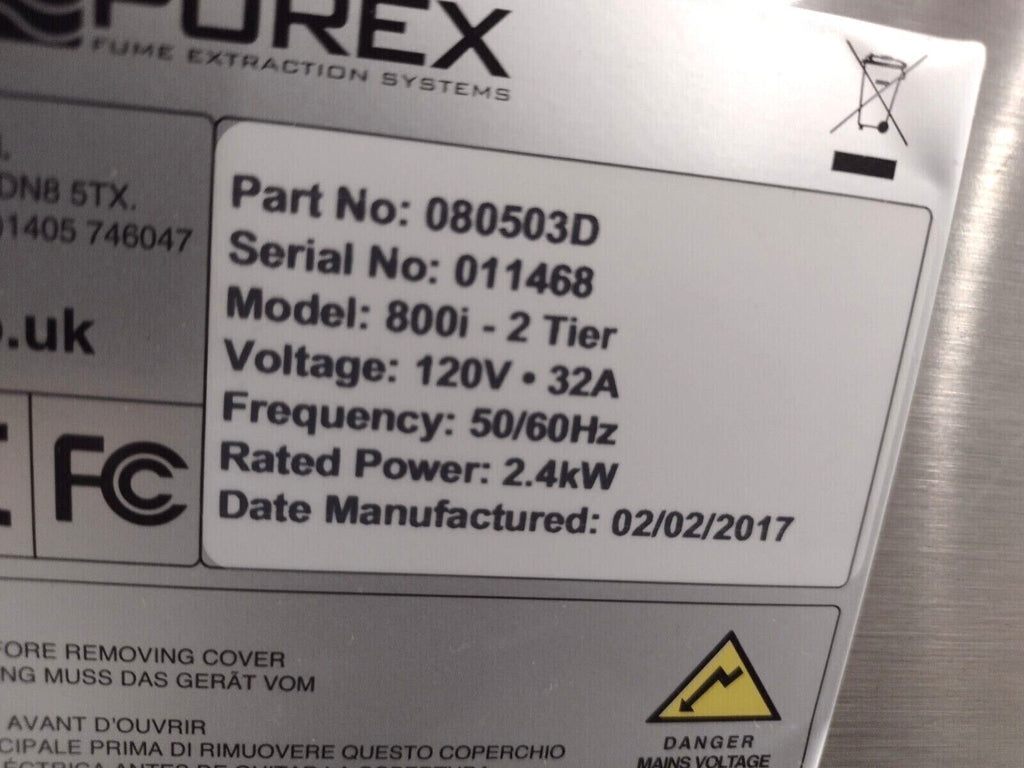 PUREX
FUME EXTRACTION SYSTEMS
DN8 5TX.
1405 746047
.uk
FC
Part No: 080503D
Serial No: 011468
Model: 800i - 2 Tier
Voltage: 120V • 32A
Frequency: 50/60Hz
Rated Power: 2.4kW
Date Manufactured: 02/02/2017
FORE REMOVING COVER
NG MUSS DAS GERÄT VOM
AVANT D'OUVRIR
CIPALE PRIMA DI RIMUOVERE QUESTO COPERCHIO
DANGER
MAINS VOLTAGE